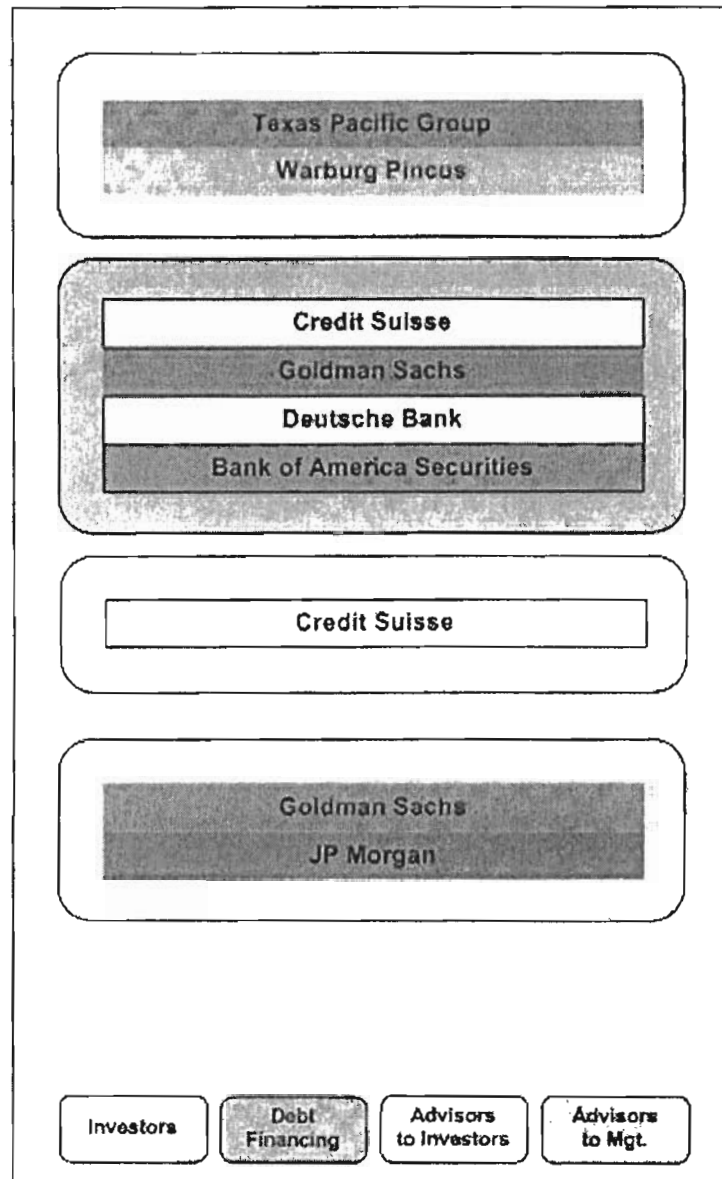 Texas Pacific Group
Warburg Pincus
Credit Suisse
Goldman Sachs
Deutsche Bank
Bank of America Securities
Credit Suisse
Goldman Sachs
JP Morgan
Investors
Debt
Financing
Advisors
to Investors
Advisors
to Mgt.